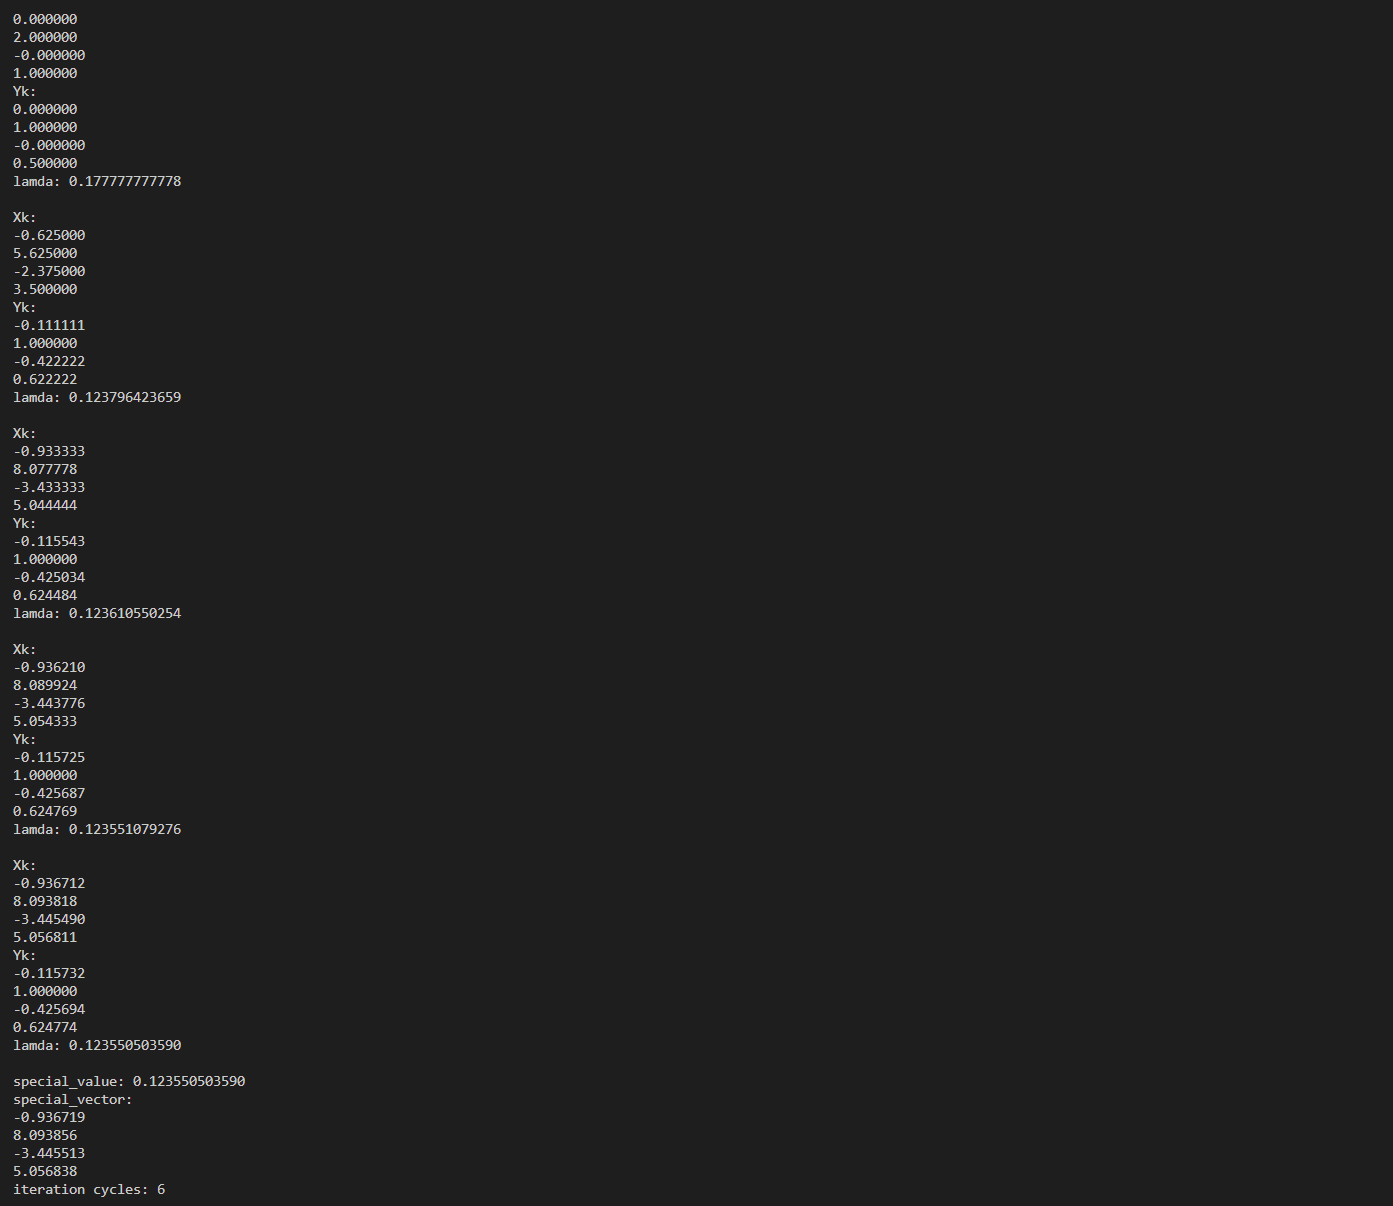 0.000000
2.000000
-0.000000
1.000000
Yk:
0.000000
1.000000
-0.000000
0.500000
lamda: 0.177777777778
Xk:
-0.625000
5.625000
-2.375000
3.500000
Yk:
-0.111111
1.000000
-0.422222
0.622222
lamda: 0.123796423659
Xk:
-0.933333
8.077778
-3.433333
5.044444
Yk:
-0.115543
1.000000
-0.425034
0.624484
lamda: 0.123610550254
Xk:
-0.936210
8.089924
-3.443776
5.054333
Yk:
-0.115725
1.000000
-0.425687
0.624769
lamda: 0.123551079276
Xk:
-0.936712
8.093818
-3.445490
5.056811
Yk:
-0.115732
1.000000
-0.425694
0.624774
lamda: 0.123550503590
special_value: 0.123550503590
special_vector:
-0.936719
8.093856
-3.445513
5.056838
iteration cycles: 6